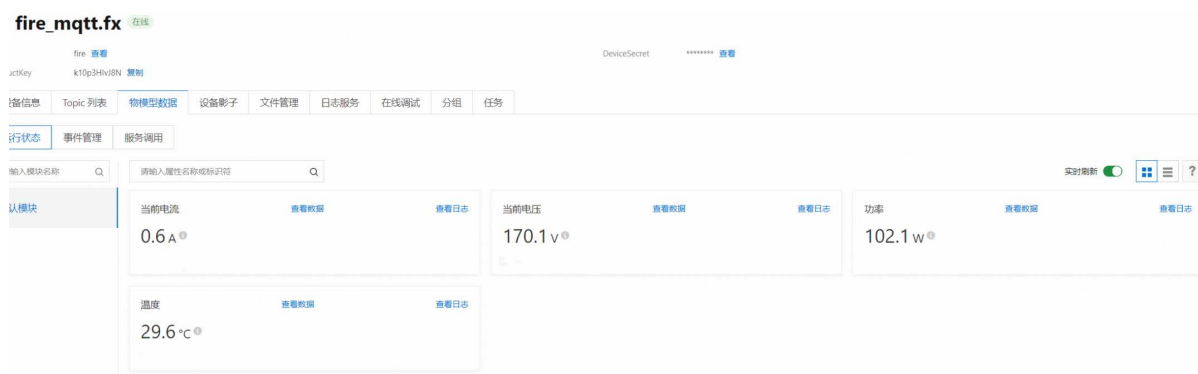 fire_mqtt.fx 在线
fire 查看 DeviceSecret ******** 查看
uctKey k10p3HlvJ8N 复制
设备信息 Topic 列表 物模型数据 设备影子 文件管理 日志服务 在线调试 分组 任务
运行状态 事件管理 服务调用
输入模块名称 请输入属性名称或标识符 实时刷新 ?
认模块
当前电流 查看数据 查看日志 当前电压 查看数据 查看日志 功率 查看数据 查看日志
0.6 A 170.1 V 102.1 W
温度 查看数据 查看日志
29.6 °C